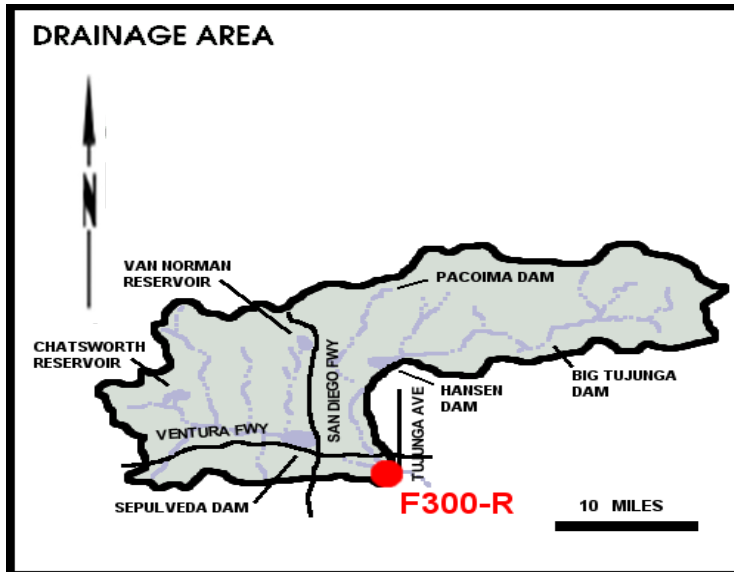 DRAINAGE AREA
N
VAN NORMAN
RESERVOIR
PACOIMA DAM
CHATSWORTH
RESERVOIR
SAN DIEGO FWY
HANSEN
DAM
BIG TUJUNGA
DAM
TUJUNGA AVE
VENTURA FWY
SEPULVEDA DAM
F300-R
10 MILES